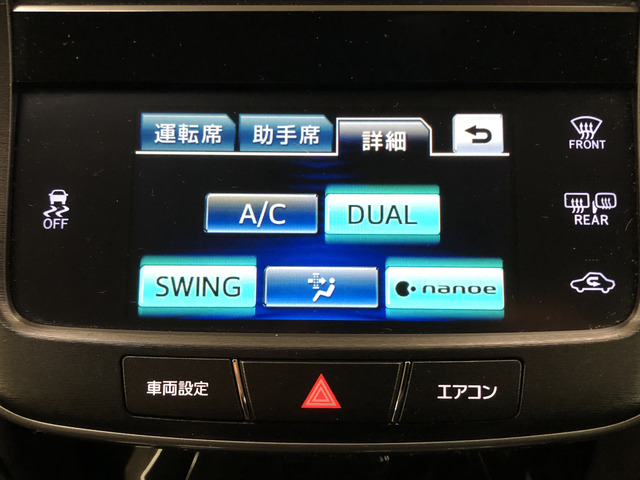 運転席 助手席 詳細
FRONT
A/C DUAL
OFF
REAR
SWING nanoe
車両設定 エアコン